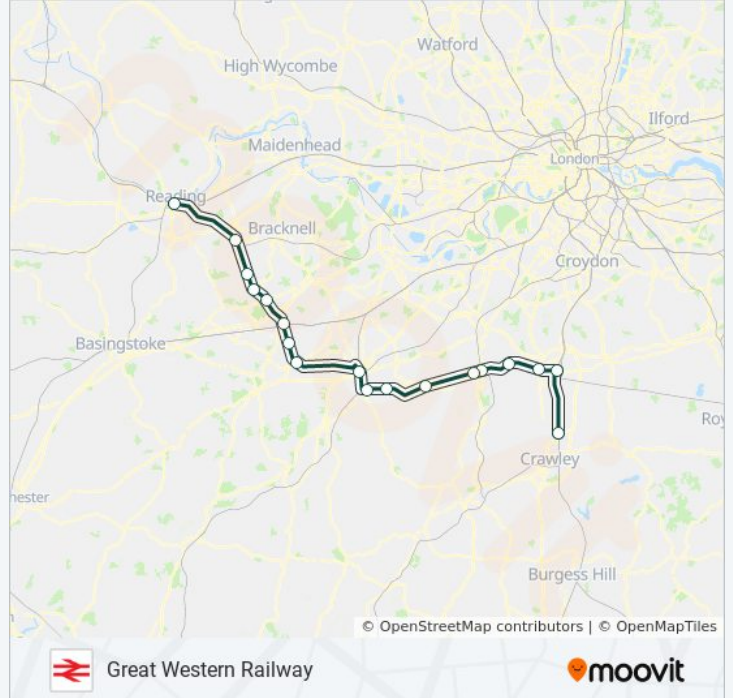 Watford
High Wycombe
Ilford
Maidenhead
London
Reading
Bracknell
Croydon
Basingstoke
Roy
Crawley
hester
Burgess Hill
© OpenStreetMap contributors | © OpenMapTiles
Great Western Railway
moovit